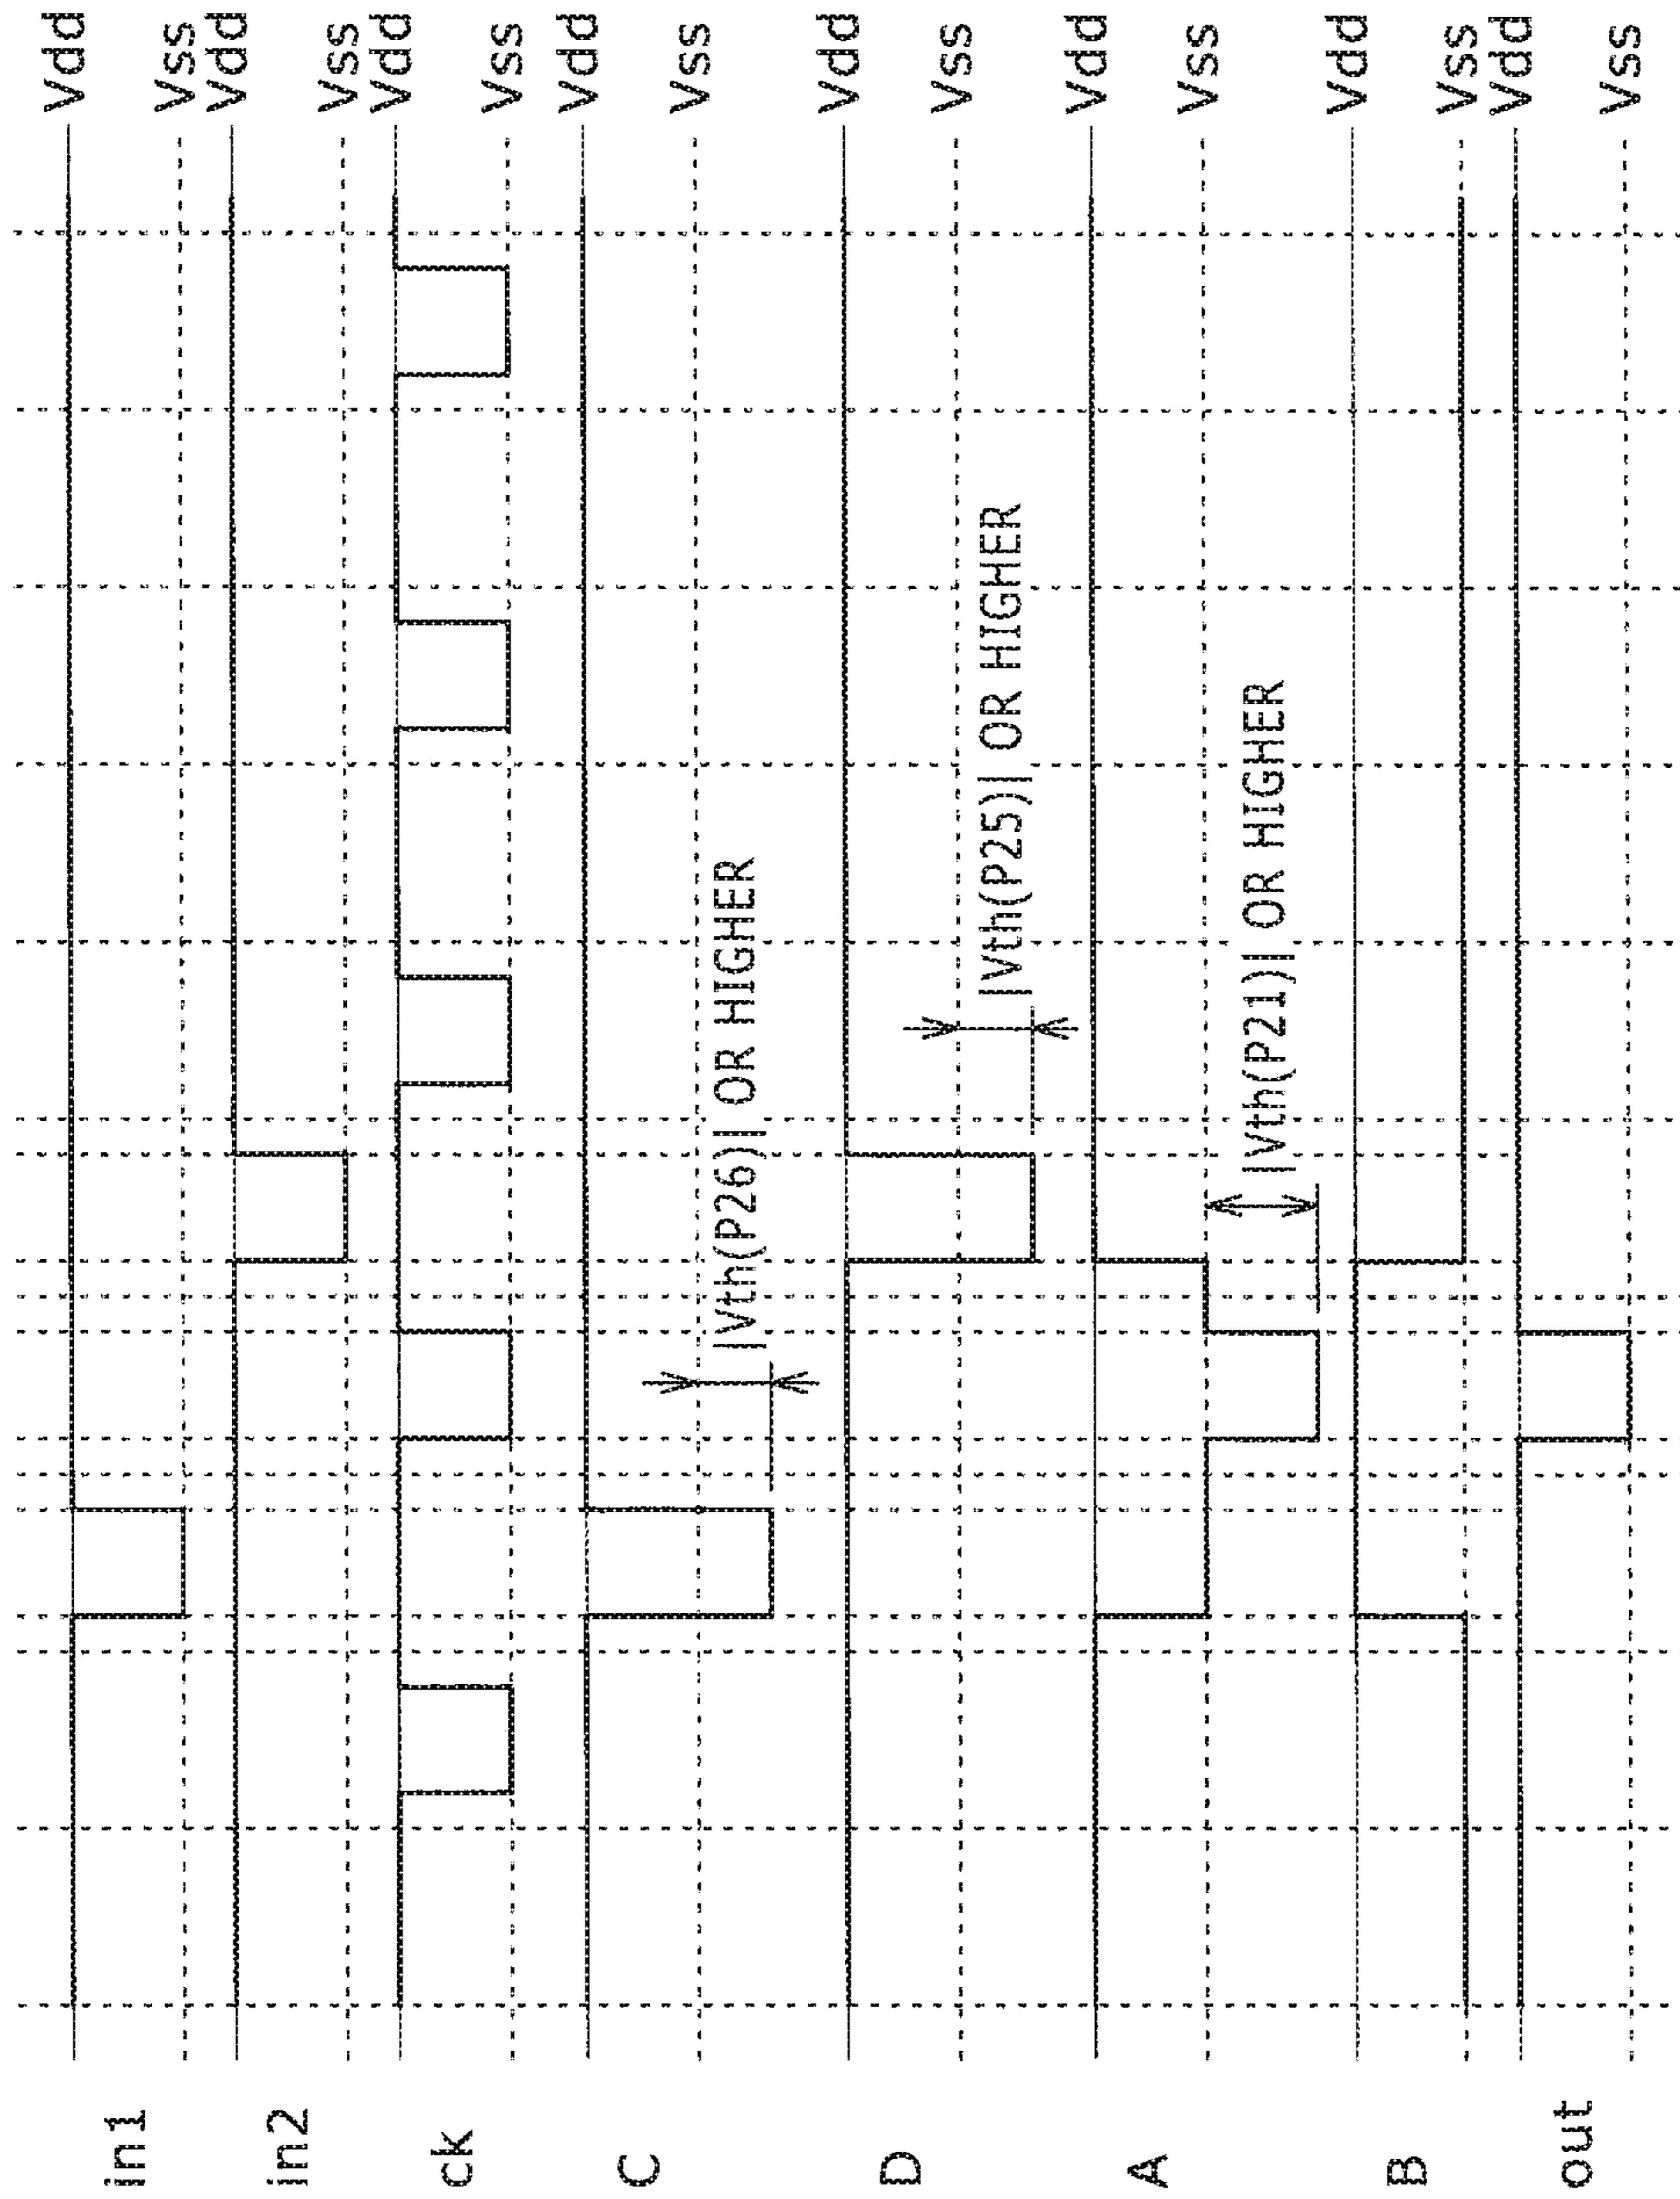 in1 Vdd
Vss
in2 Vdd
Vss
ck Vdd
Vss
C Vdd
Vss
|Vth(P26)| OR HIGHER
D Vdd
Vss
|Vth(P25)| OR HIGHER
A Vdd
Vss
|Vth(P21)| OR HIGHER
B Vdd
Vss
out Vdd
Vss